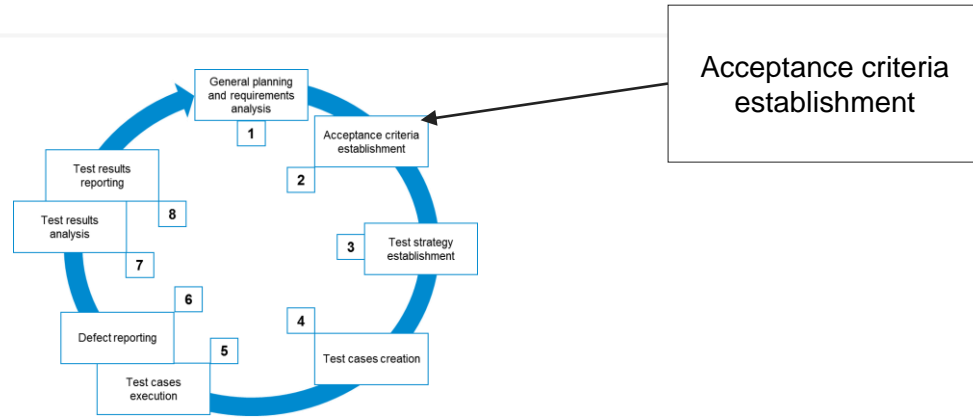 General planning
and requirements
analysis
1
Acceptance criteria
establishment
2
Test strategy
establishment
3
Test cases creation
4
Test cases
execution
5
Defect reporting
6
Test results
analysis
7
Test results
reporting
8
Acceptance criteria
establishment